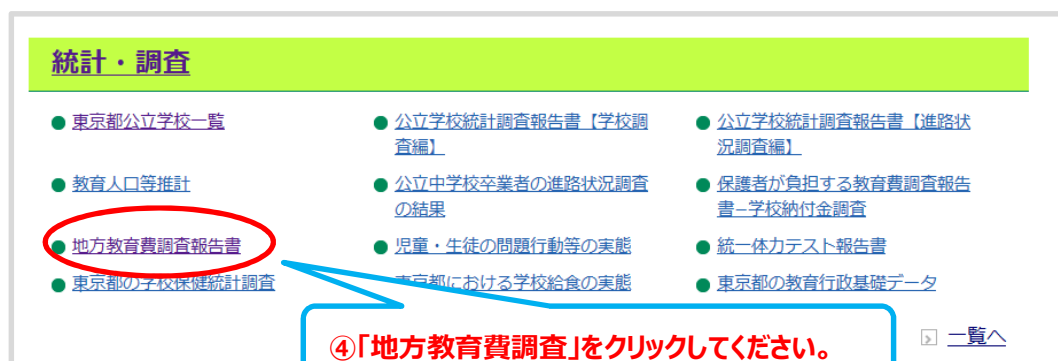 統計・調査
東京都公立学校一覧
公立学校統計調査報告書【学校調
査編】
公立学校統計調査報告書【進路状
況調査編】
教育人口等推計
公立中学校卒業者の進路状況調査
の結果
保護者が負担する教育費調査報告
書−学校納付金調査
地方教育費調査報告書
児童・生徒の問題行動等の実態
統一体力テスト報告書
東京都の学校保健統計調査
東京都における学校給食の実態
東京都の教育行政基礎データ
一覧へ
④「地方教育費調査」をクリックしてください。